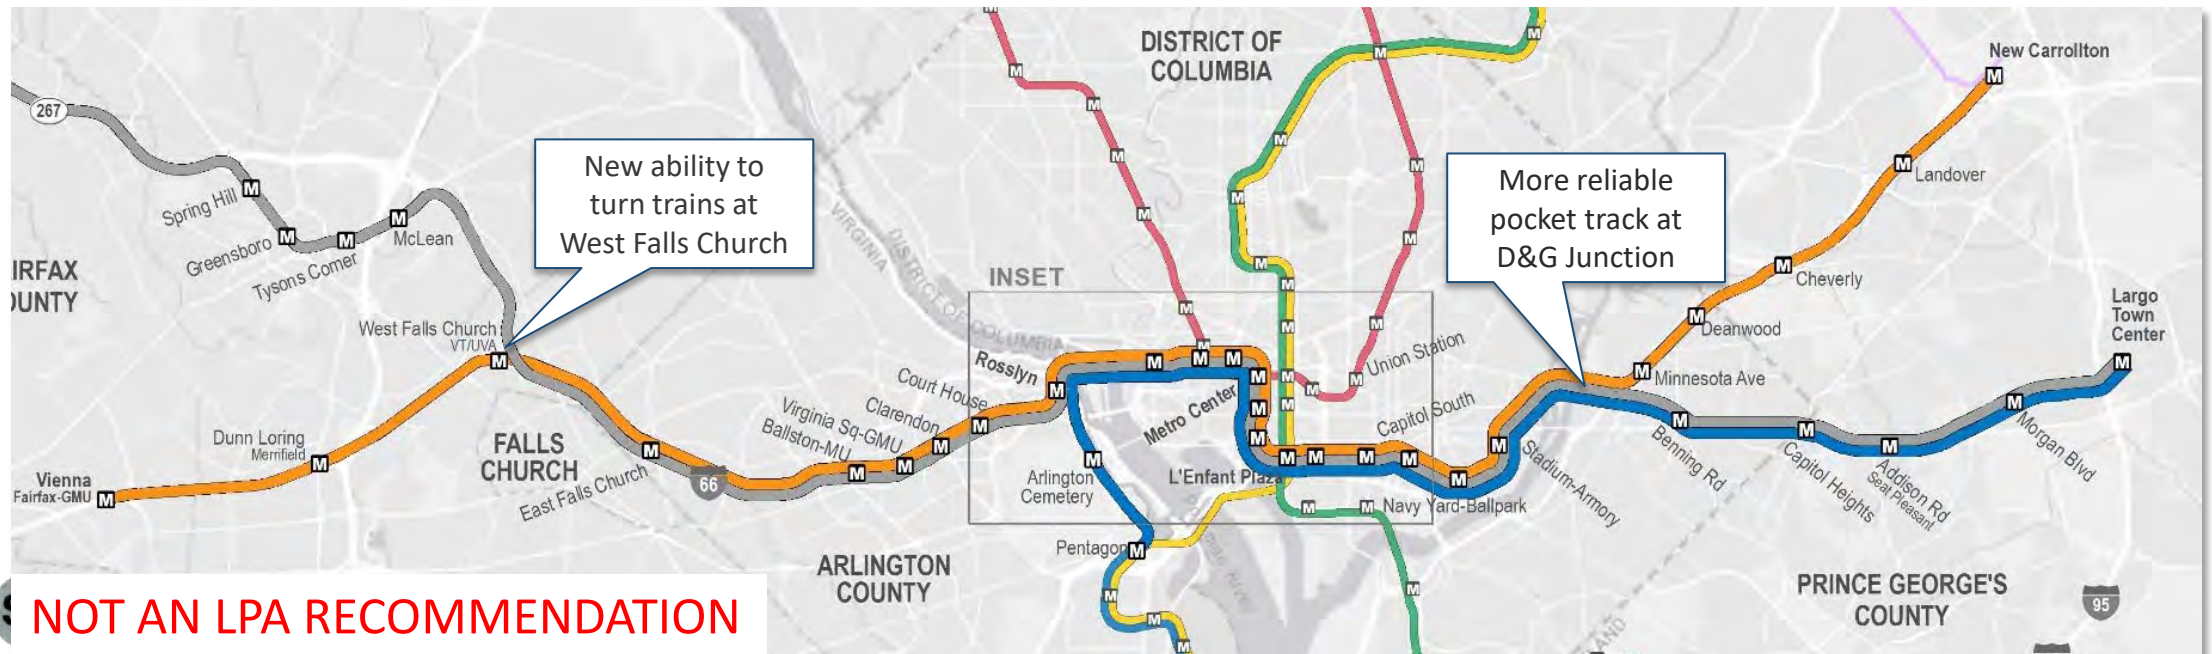 DISTRICT OF
COLUMBIA
New Carrollton
267
New ability to
turn trains at
West Falls Church
More reliable
pocket track at
D&G Junction
Landover
Spring Hill
Greensboro
Tysons Corner
McLean
VIRGINIA
DISTRICT OF COLUMBIA
IRFAX
OUNTY
INSET
Cheverly
Deanwood
Largo
Town
Center
West Falls Church
VT/UVA
Rosslyn
Union Station
Minnesota Ave
Court House
Clarendon
Virginia Sq-GMU
Ballston-MU
Metro Center
Capitol South
Dunn Loring
Merrifield
FALLS
CHURCH
East Falls Church
66
Vienna
Fairfax-GMU
Arlington
Cemetery
L'Enfant Plaza
Navy Yard-Ballpark
Stadium-Armory
Benning Rd
Capitol Heights
Addison Rd
Seat Pleasant
Morgan Blvd
Pentagon
ARLINGTON
COUNTY
PRINCE GEORGE'S
COUNTY
95
NOT AN LPA RECOMMENDATION